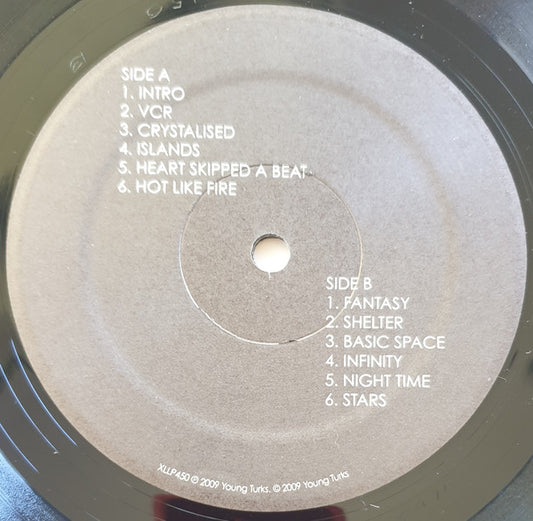 SIDE A
1. INTRO
2. VCR
3. CRYSTALISED
4. ISLANDS
5. HEART SKIPPED A BEAT
6. HOT LIKE FIRE
SIDE B
1. FANTASY
2. SHELTER
3. BASIC SPACE
4. INFINITY
5. NIGHT TIME
6. STARS
XLLP450 ℗ 2009 Young Turks. © 2009 Young Turks